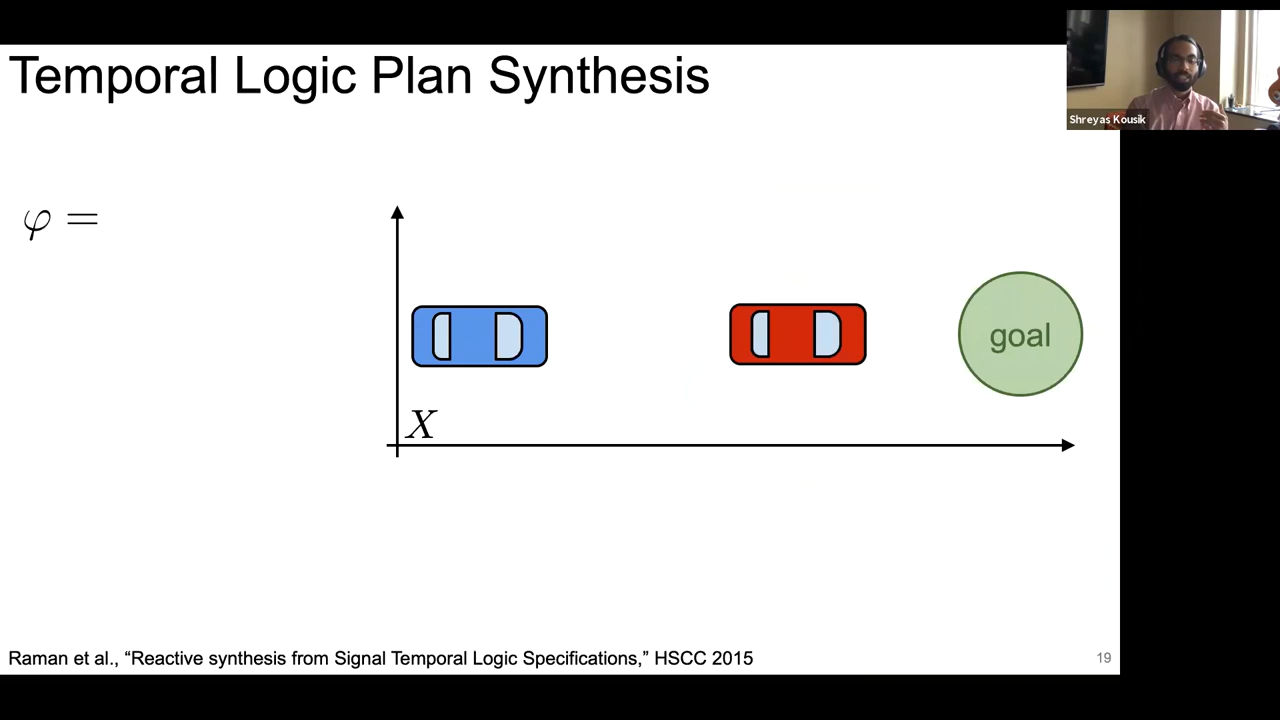 Temporal Logic Plan Synthesis
Shreyas Kousik
φ =
goal
X
Raman et al., “Reactive synthesis from Signal Temporal Logic Specifications,” HSCC 2015
19